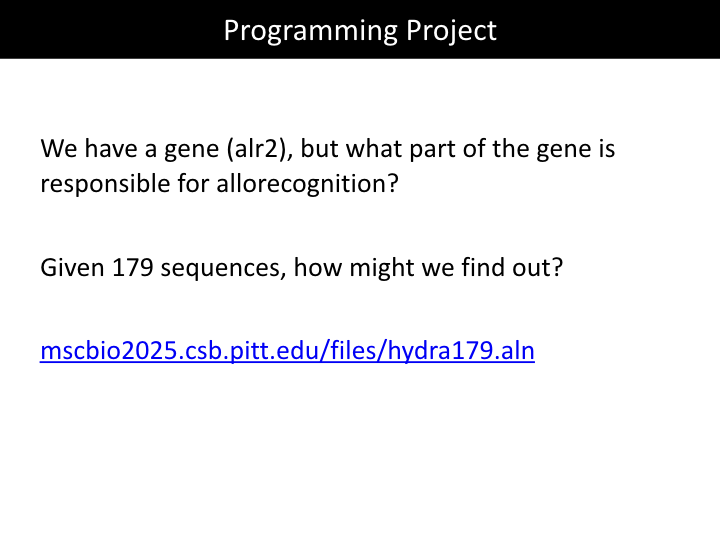 Programming Project
We have a gene (alr2), but what part of the gene is
responsible for allorecognition?
Given 179 sequences, how might we find out?
mscbio2025.csb.pitt.edu/files/hydra179.aln